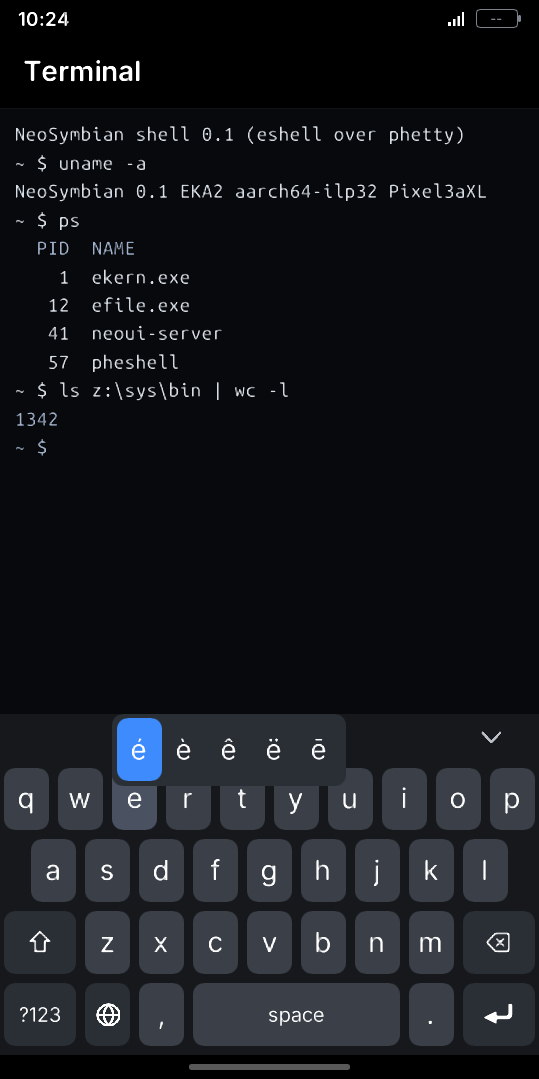 10:24 --
Terminal
NeoSymbian shell 0.1 (eshell over phetty)
~ $ uname -a
NeoSymbian 0.1 EKA2 aarch64-ilp32 Pixel3aXL
~ $ ps
PID NAME
1 ekern.exe
12 efile.exe
41 neoui-server
57 pheshell
~ $ ls z:\sys\bin | wc -l
1342
~ $
é è ê ë ē
q w e r t y u i o p
a s d f g h j k l
z x c v b n m
?123 , space .